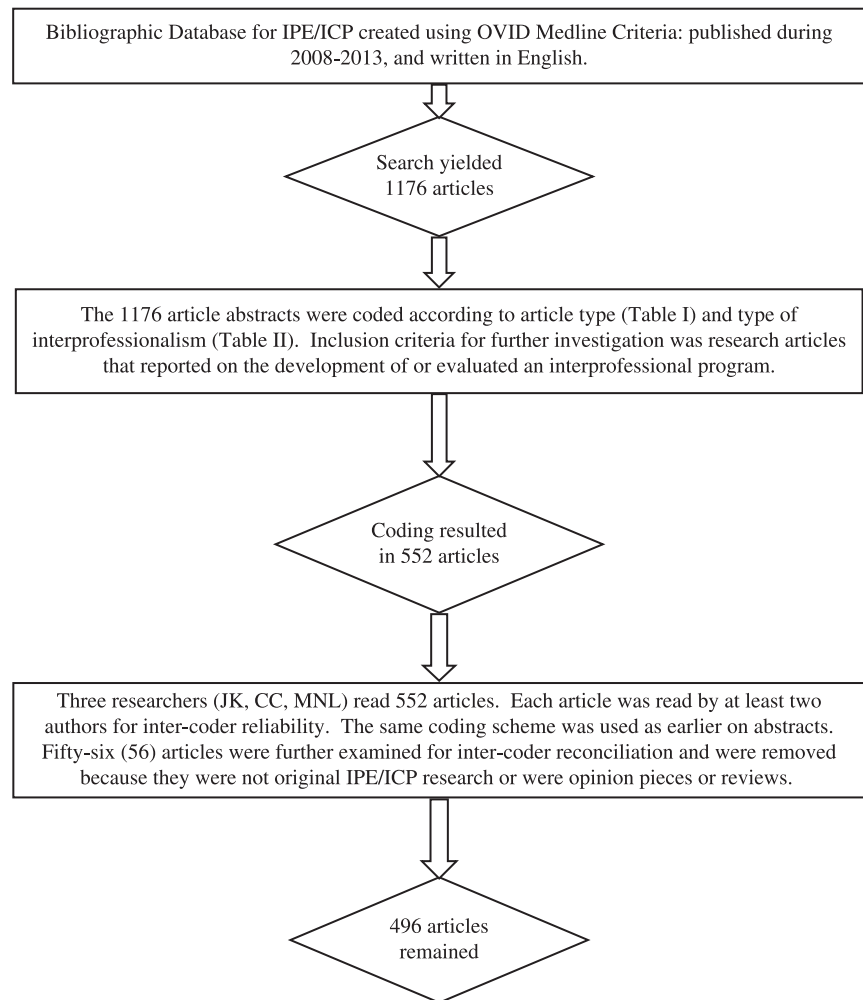 Bibliographic Database for IPE/ICP created using OVID Medline Criteria: published during
2008-2013, and written in English.
Search yielded
1176 articles
The 1176 article abstracts were coded according to article type (Table I) and type of
interprofessionalism (Table II).  Inclusion criteria for further investigation was research articles
that reported on the development of or evaluated an interprofessional program.
Coding resulted
in 552 articles
Three researchers (JK, CC, MNL) read 552 articles.  Each article was read by at least two
authors for inter-coder reliability.  The same coding scheme was used as earlier on abstracts.
Fifty-six (56) articles were further examined for inter-coder reconciliation and were removed
because they were not original IPE/ICP research or were opinion pieces or reviews.
496 articles
remained